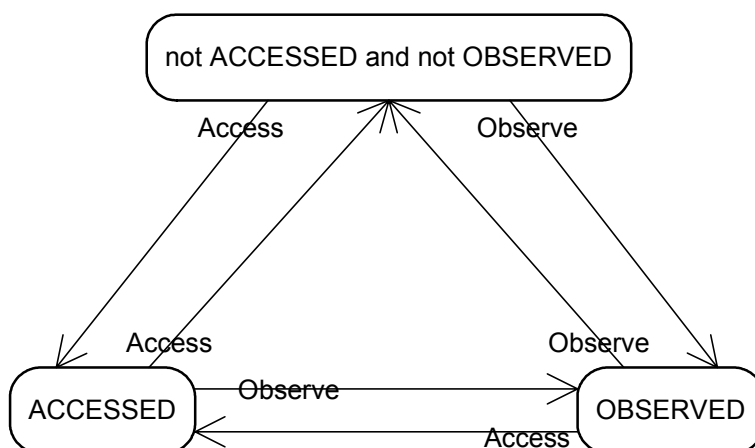 not ACCESSED and not OBSERVED
Access
Observe
Access
Observe
Observe
ACCESSED
OBSERVED
Access